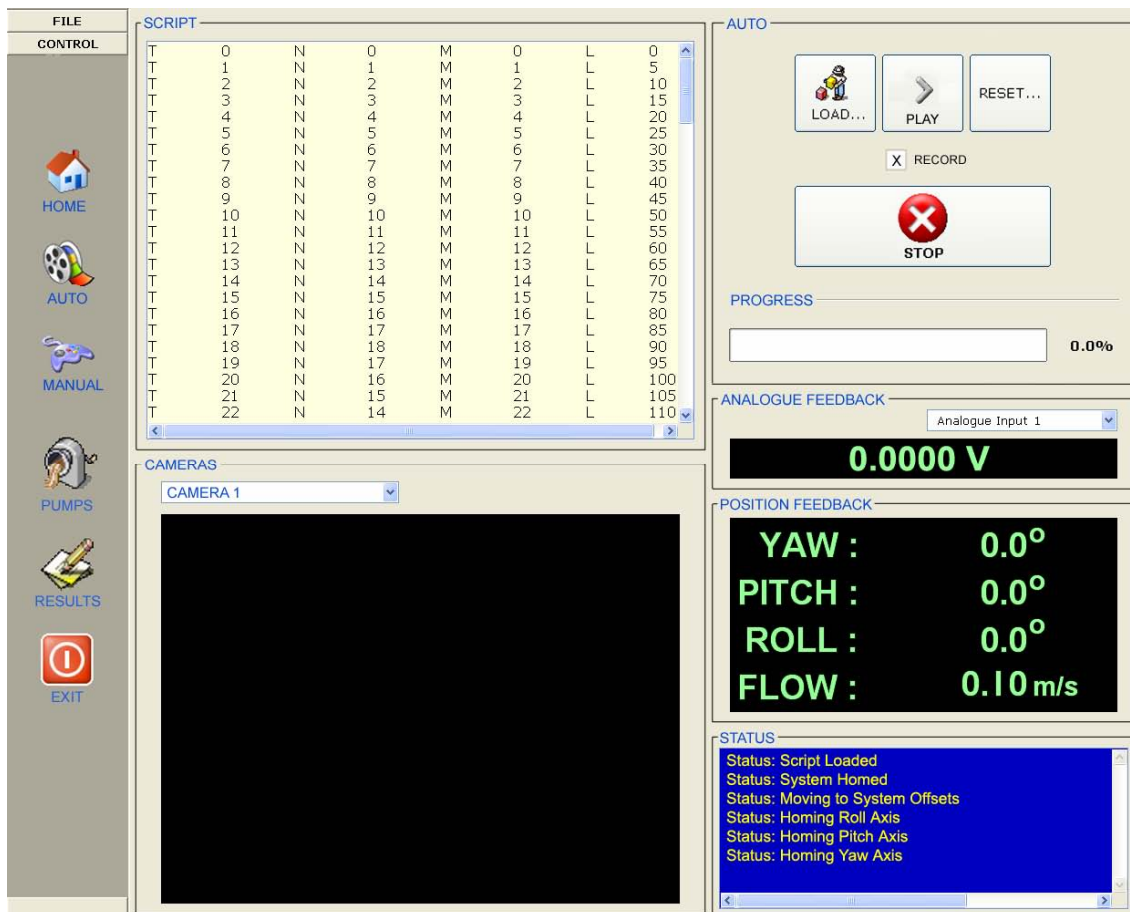 FILE
CONTROL
HOME
AUTO
MANUAL
PUMPS
RESULTS
EXIT
SCRIPT
T 0 N 0 M 0 L 0
T 1 N 1 M 1 L 5
T 2 N 2 M 2 L 10
T 3 N 3 M 3 L 15
T 4 N 4 M 4 L 20
T 5 N 5 M 5 L 25
T 6 N 6 M 6 L 30
T 7 N 7 M 7 L 35
T 8 N 8 M 8 L 40
T 9 N 9 M 9 L 45
T 10 N 10 M 10 L 50
T 11 N 11 M 11 L 55
T 12 N 12 M 12 L 60
T 13 N 13 M 13 L 65
T 14 N 14 M 14 L 70
T 15 N 15 M 15 L 75
T 16 N 16 M 16 L 80
T 17 N 17 M 17 L 85
T 18 N 18 M 18 L 90
T 19 N 17 M 19 L 95
T 20 N 16 M 20 L 100
T 21 N 15 M 21 L 105
T 22 N 14 M 22 L 110
CAMERAS
CAMERA 1
AUTO
LOAD...
PLAY
RESET...
X RECORD
STOP
PROGRESS
0.0%
ANALOGUE FEEDBACK
Analogue Input 1
0.0000 V
POSITION FEEDBACK
YAW : 0.0°
PITCH : 0.0°
ROLL : 0.0°
FLOW : 0.10 m/s
STATUS
Status: Script Loaded
Status: System Homed
Status: Moving to System Offsets
Status: Homing Roll Axis
Status: Homing Pitch Axis
Status: Homing Yaw Axis